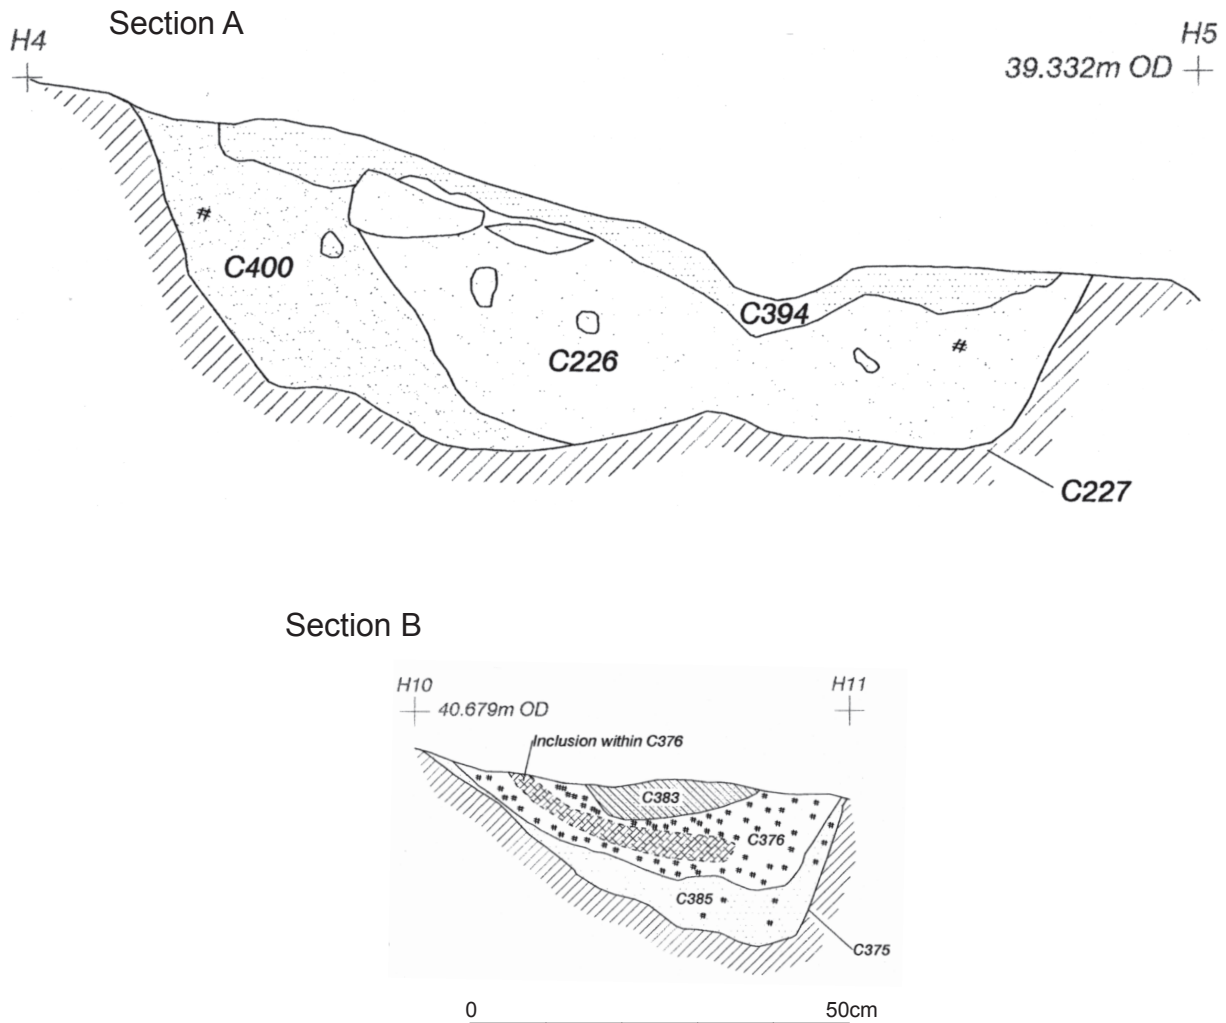 Section A
H4
H5
39.332m OD
#
C400
C394
C226
#
C227
Section B
H10
H11
40.679m OD
Inclusion within C376
C383
C376
C385
C375
0 50cm